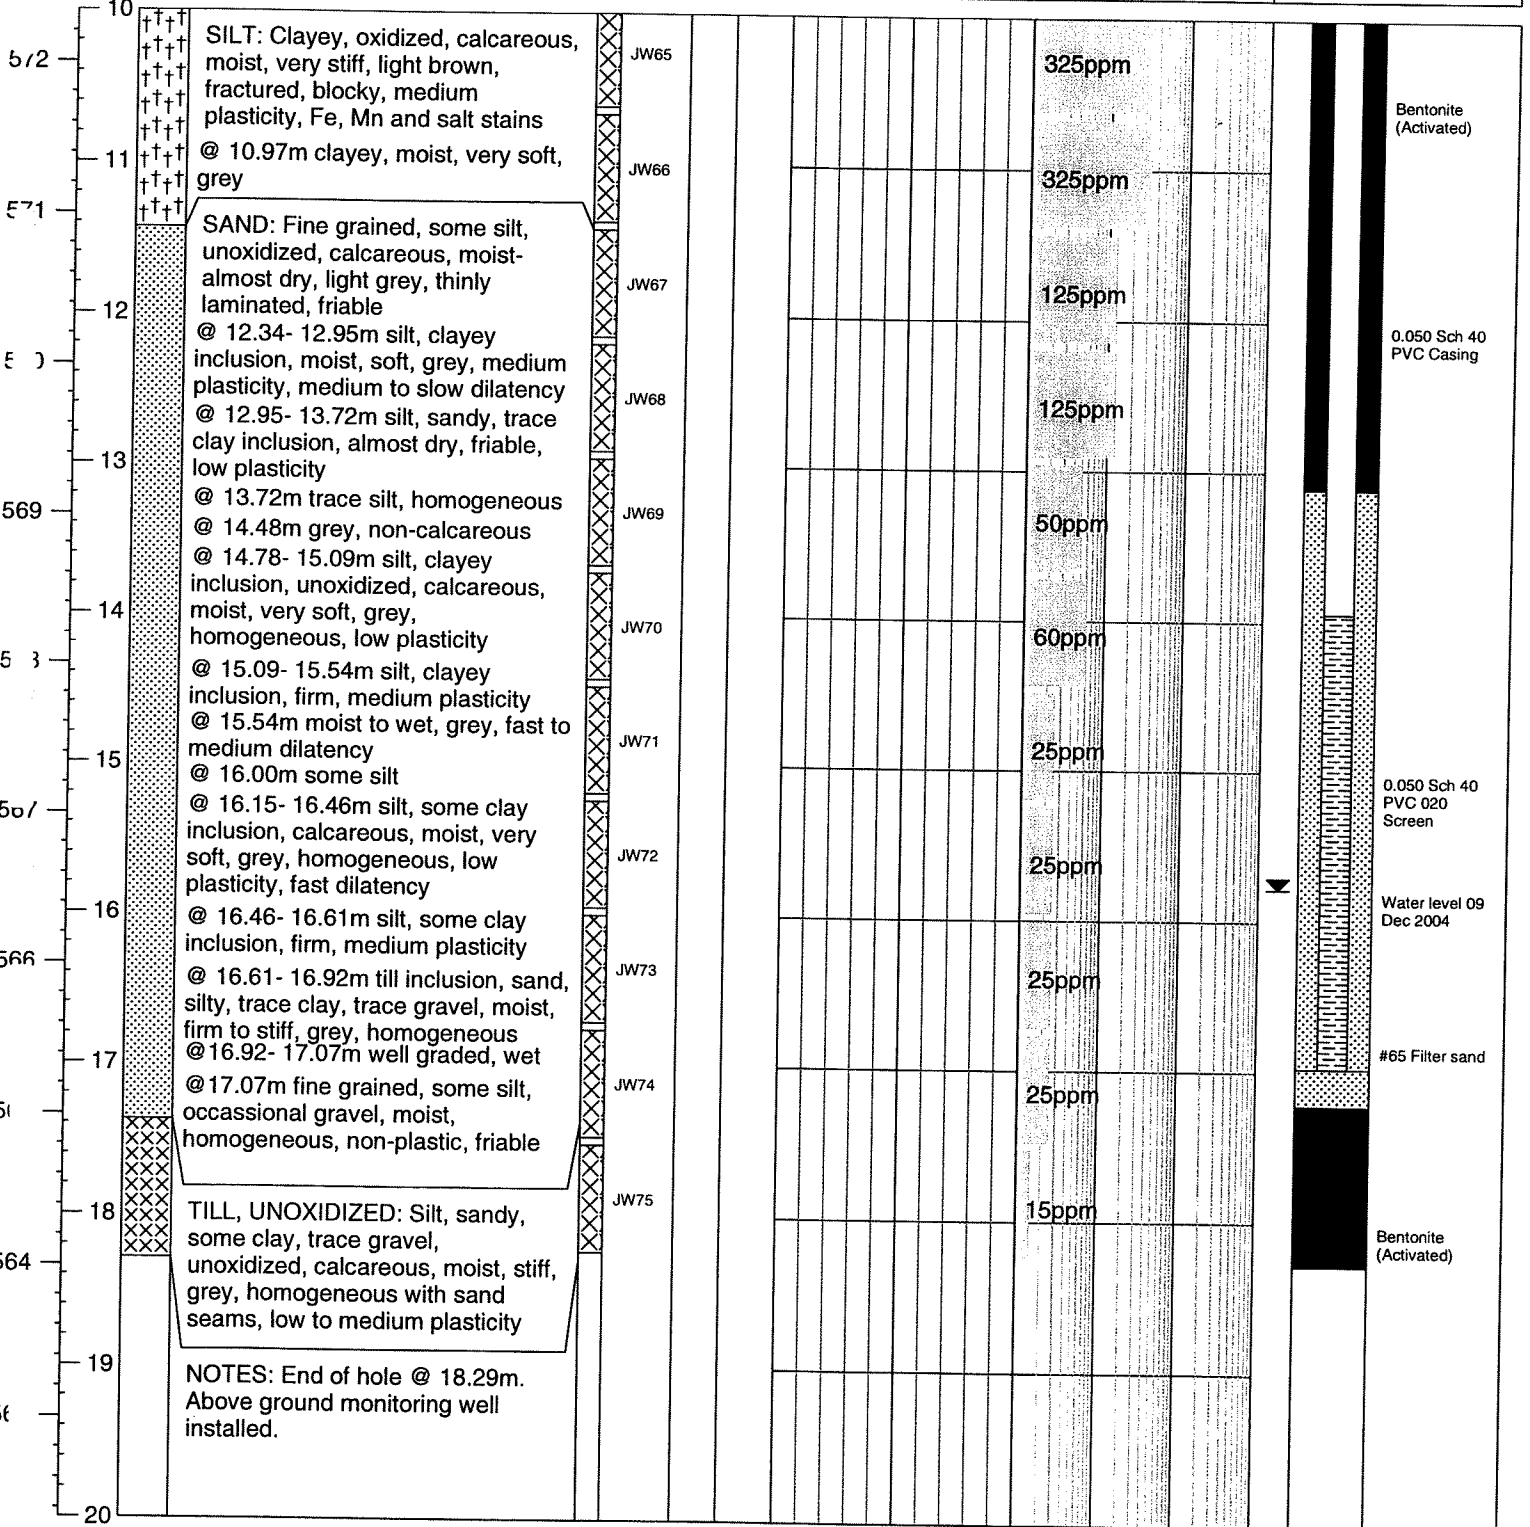 10
572
11
571
12
13
569
14
15
567
16
566
17
18
564
19
20
SILT: Clayey, oxidized, calcareous,
moist, very stiff, light brown,
fractured, blocky, medium
plasticity, Fe, Mn and salt stains
@ 10.97m clayey, moist, very soft,
grey
SAND: Fine grained, some silt,
unoxidized, calcareous, moist-
almost dry, light grey, thinly
laminated, friable
@ 12.34- 12.95m silt, clayey
inclusion, moist, soft, grey, medium
plasticity, medium to slow dilatency
@ 12.95- 13.72m silt, sandy, trace
clay inclusion, almost dry, friable,
low plasticity
@ 13.72m trace silt, homogeneous
@ 14.48m grey, non-calcareous
@ 14.78- 15.09m silt, clayey
inclusion, unoxidized, calcareous,
moist, very soft, grey,
homogeneous, low plasticity
@ 15.09- 15.54m silt, clayey
inclusion, firm, medium plasticity
@ 15.54m moist to wet, grey, fast to
medium dilatency
@ 16.00m some silt
@ 16.15- 16.46m silt, some clay
inclusion, calcareous, moist, very
soft, grey, homogeneous, low
plasticity, fast dilatency
@ 16.46- 16.61m silt, some clay
inclusion, firm, medium plasticity
@ 16.61- 16.92m till inclusion, sand,
silty, trace clay, trace gravel, moist,
firm to stiff, grey, homogeneous
@16.92- 17.07m well graded, wet
@17.07m fine grained, some silt,
occassional gravel, moist,
homogeneous, non-plastic, friable
TILL, UNOXIDIZED: Silt, sandy,
some clay, trace gravel,
unoxidized, calcareous, moist, stiff,
grey, homogeneous with sand
seams, low to medium plasticity
NOTES: End of hole @ 18.29m.
Above ground monitoring well
installed.
JW65
JW66
JW67
JW68
JW69
JW70
JW71
JW72
JW73
JW74
JW75
325ppm
325ppm
125ppm
125ppm
50ppm
60ppm
25ppm
25ppm
25ppm
25ppm
15ppm
Bentonite
(Activated)
0.050 Sch 40
PVC Casing
0.050 Sch 40
PVC 020
Screen
Water level 09
Dec 2004
#65 Filter sand
Bentonite
(Activated)